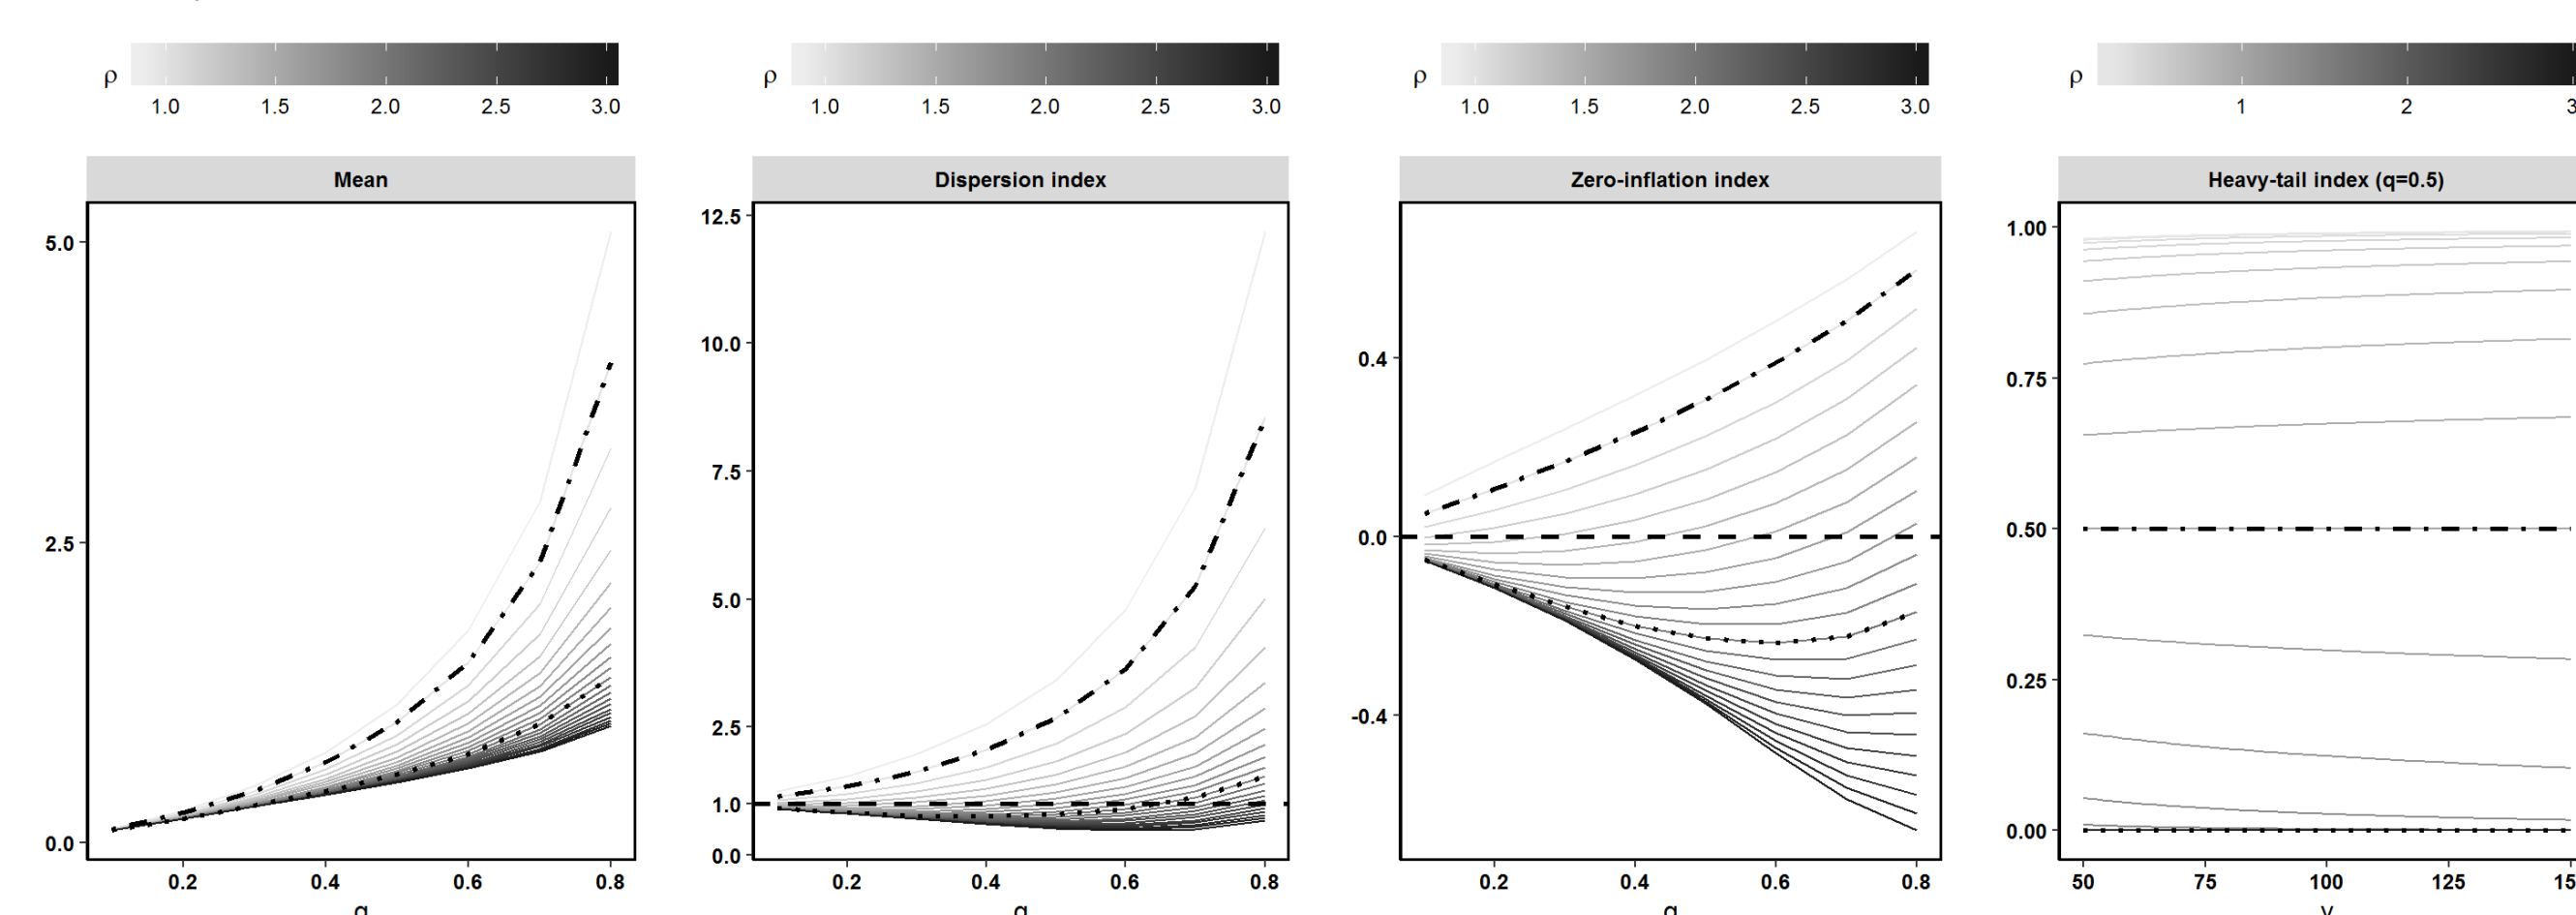 ρ 1.0 1.5 2.0 2.5 3.0
ρ 1.0 1.5 2.0 2.5 3.0
ρ 1.0 1.5 2.0 2.5 3.0
ρ 1 2 3
Mean
5.0
2.5
0.0
0.2 0.4 0.6 0.8
q
Dispersion index
12.5
10.0
7.5
5.0
2.5
1.0
0.0
0.2 0.4 0.6 0.8
q
Zero-inflation index
0.4
0.0
-0.4
0.2 0.4 0.6 0.8
q
Heavy-tail index (q=0.5)
1.00
0.75
0.50
0.25
0.00
50 75 100 125 15